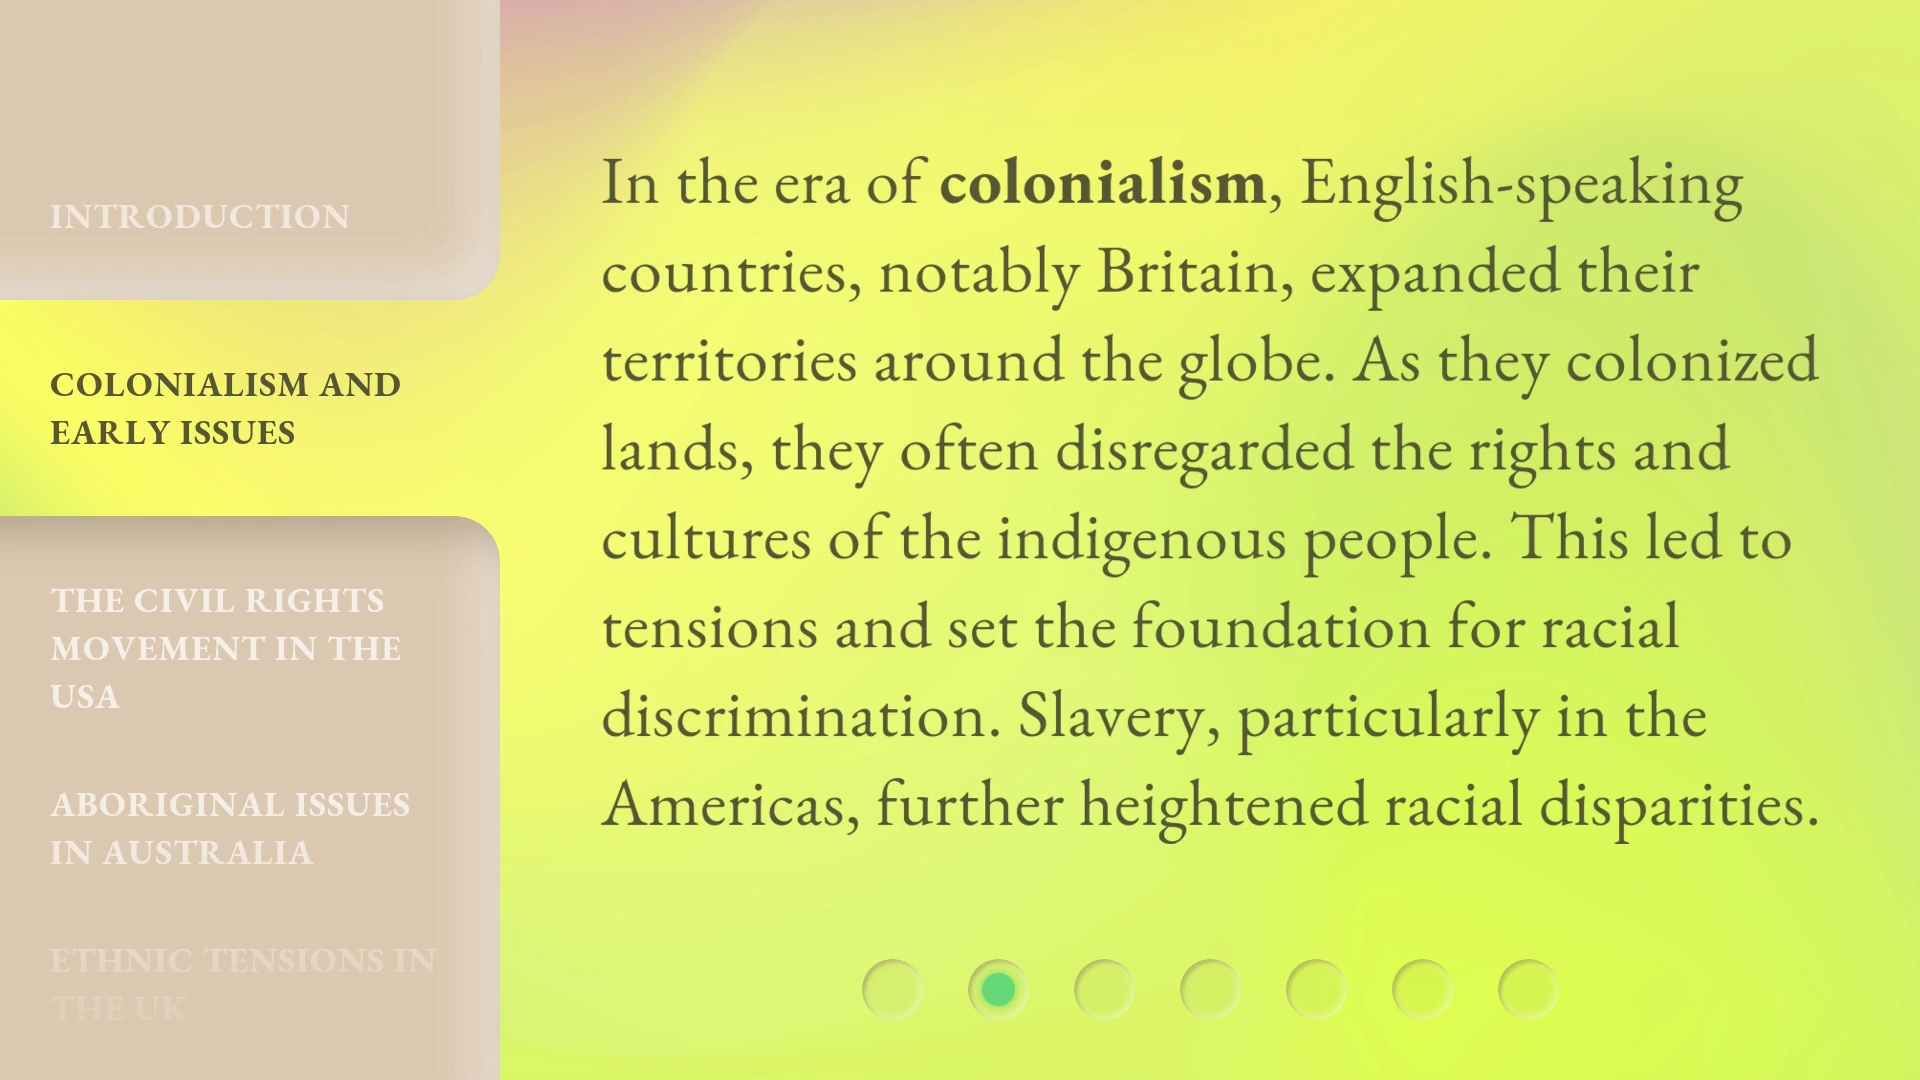 INTRODUCTION
COLONIALISM AND
EARLY ISSUES
THE CIVIL RIGHTS
MOVEMENT IN THE
USA
ABORIGINAL ISSUES
IN AUSTRALIA
ETHNIC TENSIONS IN
THE UK
In the era of colonialism, English-speaking
countries, notably Britain, expanded their
territories around the globe. As they colonized
lands, they often disregarded the rights and
cultures of the indigenous people. This led to
tensions and set the foundation for racial
discrimination. Slavery, particularly in the
Americas, further heightened racial disparities.